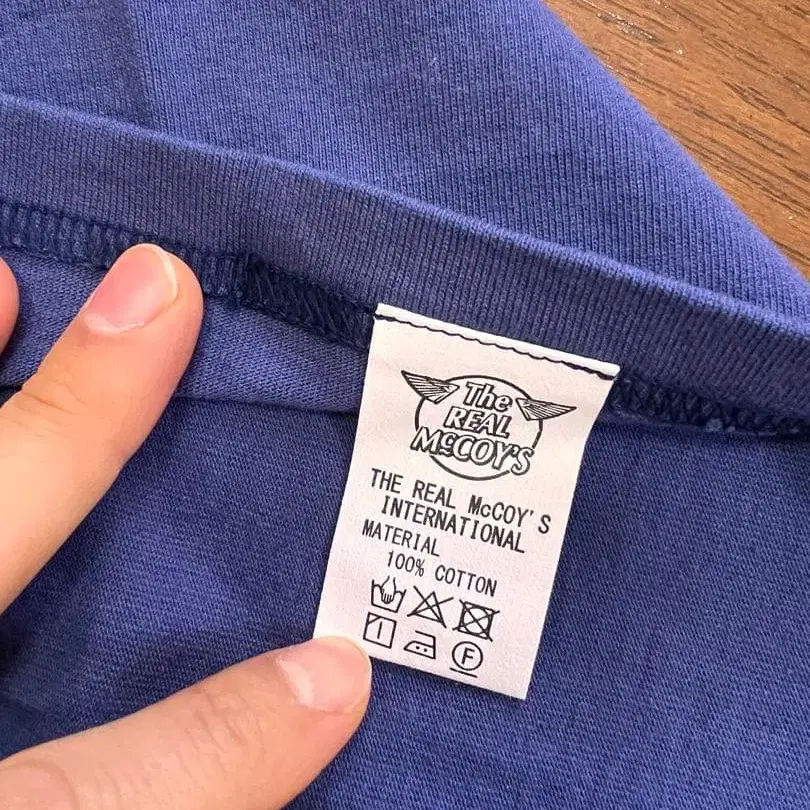 The
REAL
McCOY'S
THE REAL McCOY'S
INTERNATIONAL
MATERIAL
100% COTTON
F